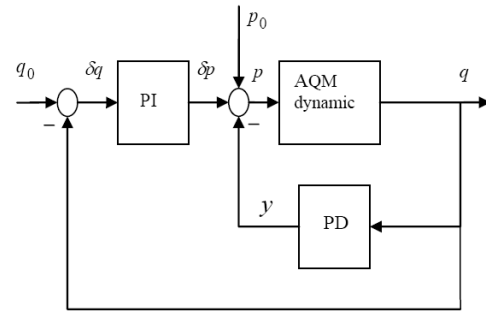 p₀
q₀
δq
PI
δp
p
AQM
dynamic
q
−
−
y
PD